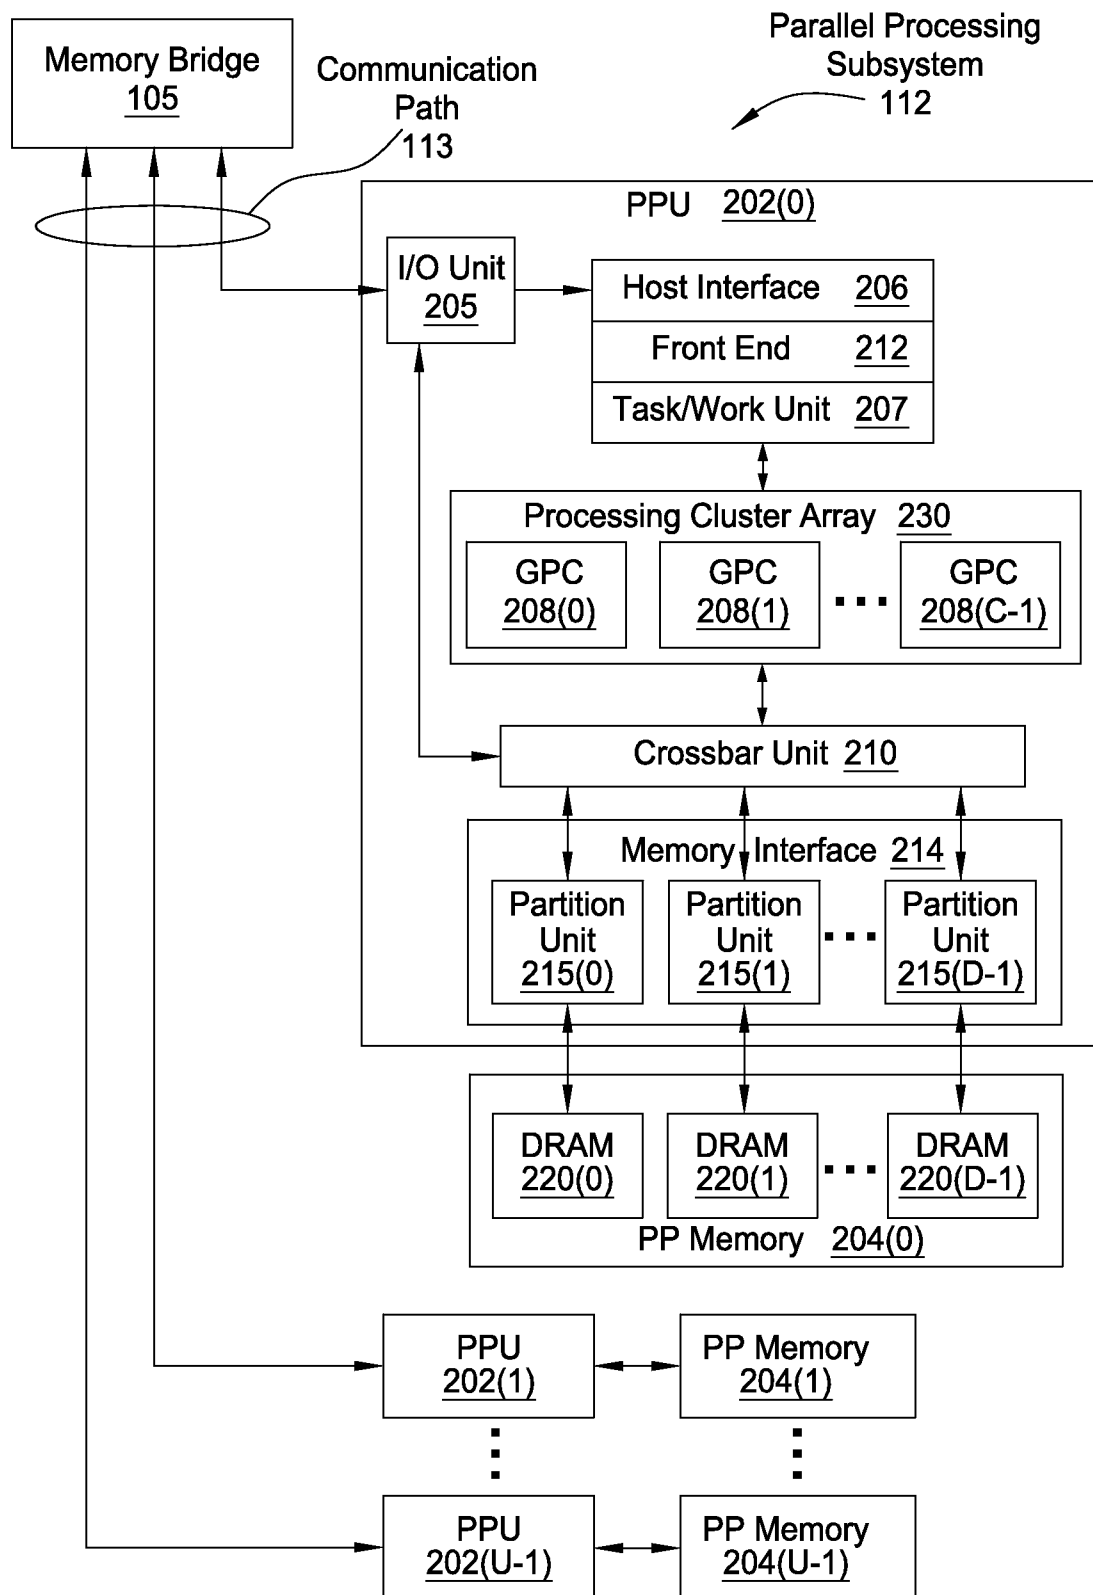 Parallel Processing
Subsystem
112
Memory Bridge
105
Communication
Path
113
PPU 202(0)
I/O Unit
205
Host Interface 206
Front End 212
Task/Work Unit 207
Processing Cluster Array 230
GPC
208(0)
GPC
208(1)
GPC
208(C-1)
Crossbar Unit 210
Memory Interface 214
Partition
Unit
215(0)
Partition
Unit
215(1)
Partition
Unit
215(D-1)
DRAM
220(0)
DRAM
220(1)
DRAM
220(D-1)
PP Memory 204(0)
PPU
202(1)
PP Memory
204(1)
PPU
202(U-1)
PP Memory
204(U-1)